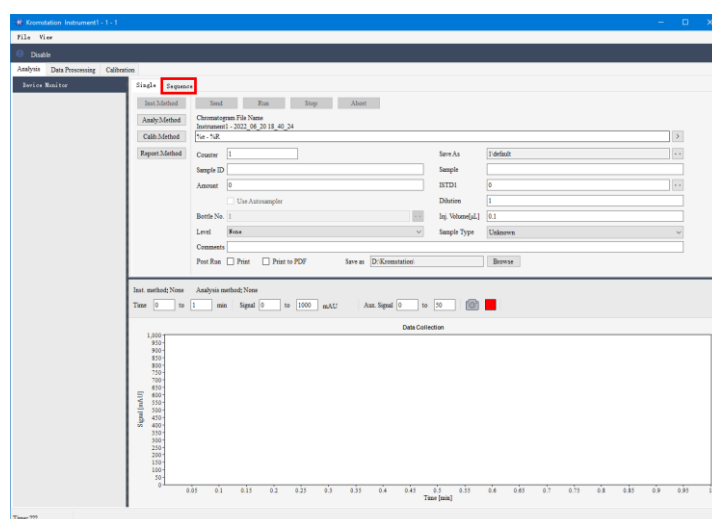 Kromstation Instrument1 - 1 - 1
File View
Disable
Analysis Data Processing Calibration
Device Monitor
Single Sequence
Inst.Method Send Run Stop Abort
Analy.Method Chromatogram File Name
Instrument1 - 2022_06_20 18_40_24
Calib.Method
Report.Method Counter 1 Save As 1\default
Sample ID Sample
Amount 0 ISTD1 0
Use Autosampler Dilution 1
Bottle No. 1 Inj. Volume[μL] 0.1
Level None Sample Type Unknown
Comments
Post Run Print Print to PDF Save as D:\Kromstation\ Browse
Inst. method; None Analysis method; None
Time 0 to 1 min Signal 0 to 1000 mAU Aux. Signal 0 to 50
Data Collection
1,000
950
900
850
800
750
700
650
600
550
500
450
400
350
300
250
200
150
100
50
0
Signal [mAU]
0.05 0.1 0.15 0.2 0.25 0.3 0.35 0.4 0.45 0.5 0.55 0.6 0.65 0.7 0.75 0.8 0.85 0.9 0.95 1
Time [min]